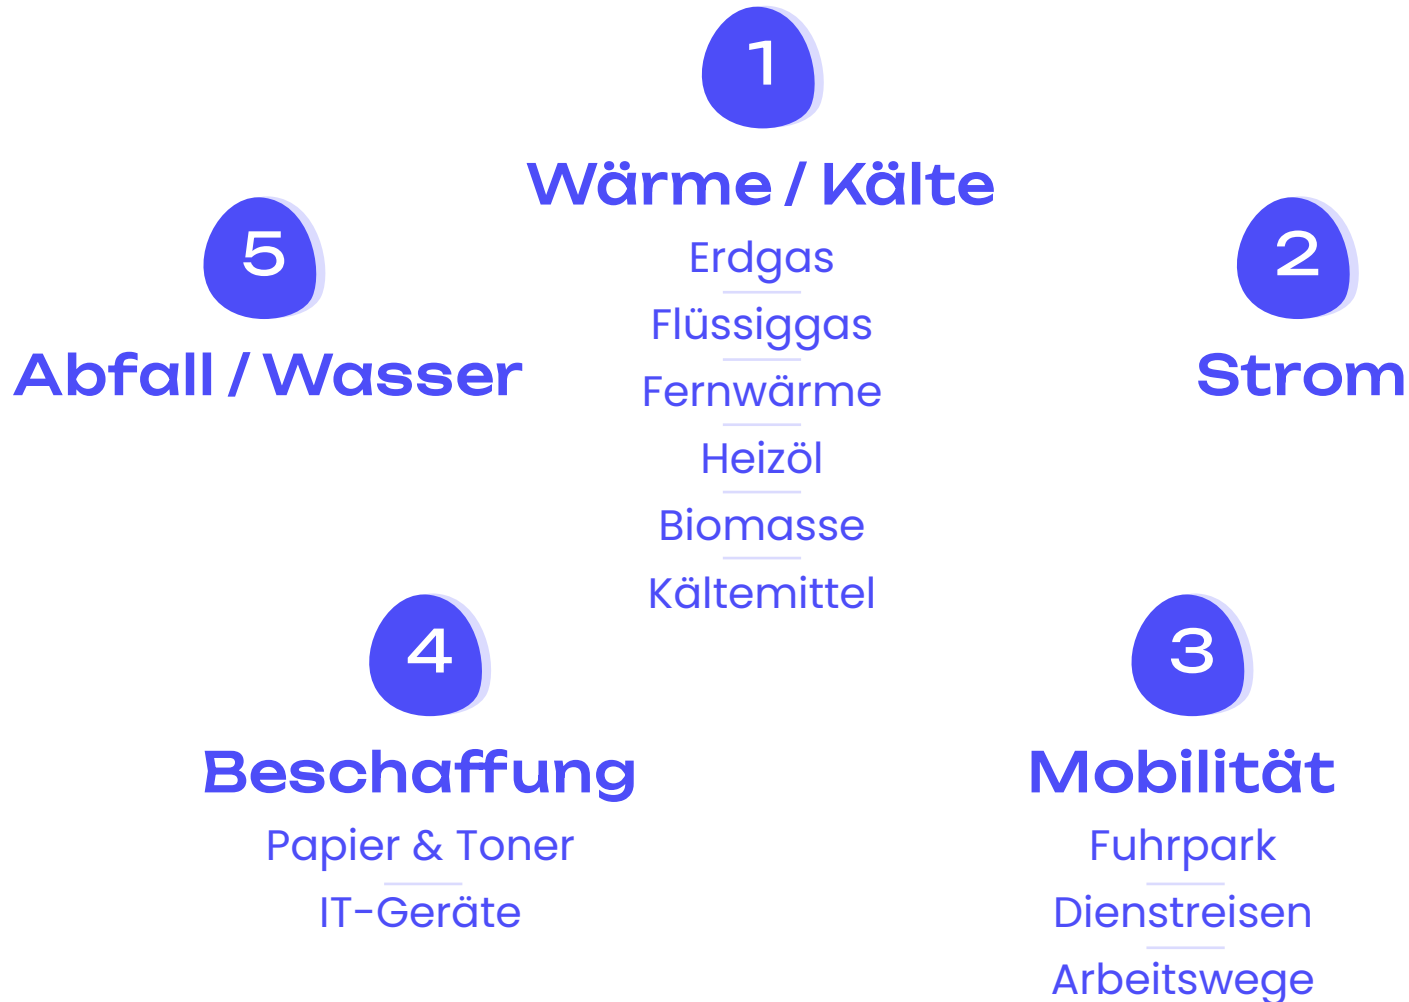 1
Wärme / Kälte
Erdgas
Flüssiggas
Fernwärme
Heizöl
Biomasse
Kältemittel
2
Strom
3
Mobilität
Fuhrpark
Dienstreisen
Arbeitswege
4
Beschaffung
Papier & Toner
IT-Geräte
5
Abfall / Wasser